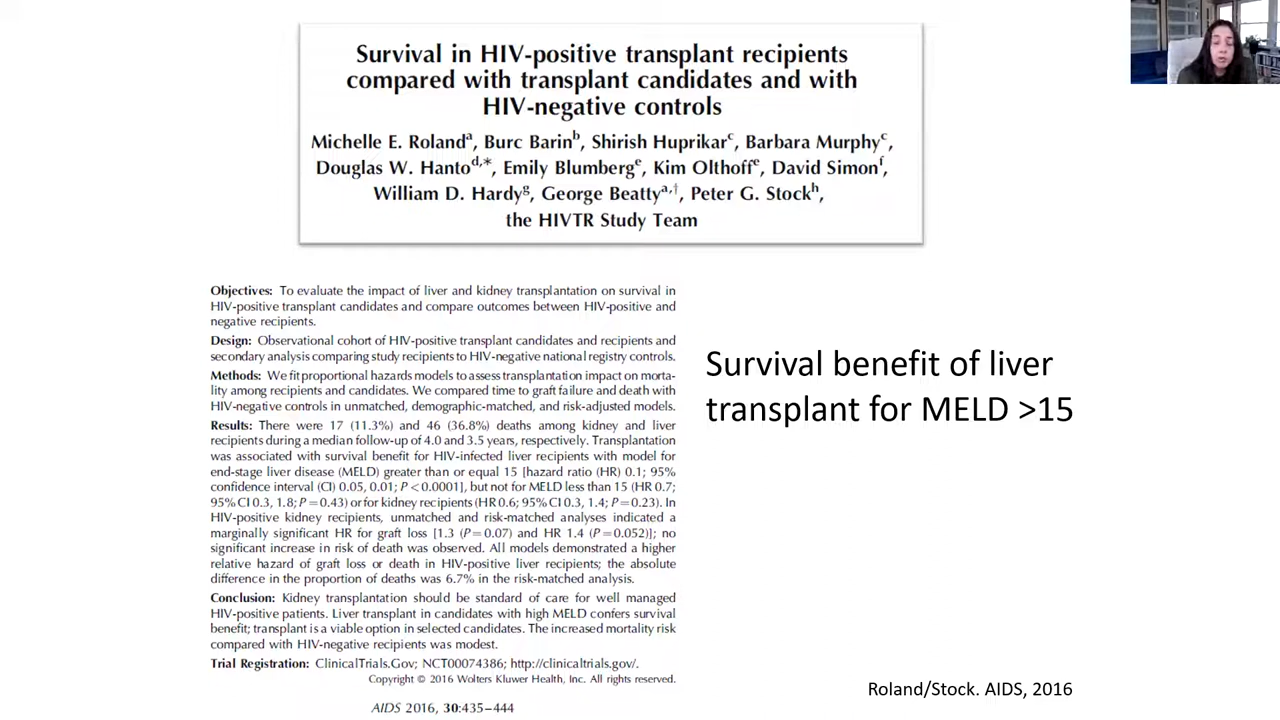 Survival in HIV-positive transplant recipients
compared with transplant candidates and with
HIV-negative controls
Michelle E. Roland^a, Burc Barin^b, Shirish Huprikar^c, Barbara Murphy^c,
Douglas W. Hanto^d,*, Emily Blumberg^e, Kim Olthoff^e, David Simon^f,
William D. Hardy^g, George Beatty^a,†, Peter G. Stock^h,
the HIVTR Study Team
Objectives: To evaluate the impact of liver and kidney transplantation on survival in
HIV-positive transplant candidates and compare outcomes between HIV-positive and
negative recipients.
Design: Observational cohort of HIV-positive transplant candidates and recipients and
secondary analysis comparing study recipients to HIV-negative national registry controls.
Methods: We fit proportional hazards models to assess transplantation impact on morta-
lity among recipients and candidates. We compared time to graft failure and death with
HIV-negative controls in unmatched, demographic-matched, and risk-adjusted models.
Results: There were 17 (11.3%) and 46 (36.8%) deaths among kidney and liver
recipients during a median follow-up of 4.0 and 3.5 years, respectively. Transplantation
was associated with survival benefit for HIV-infected liver recipients with model for
end-stage liver disease (MELD) greater than or equal 15 [hazard ratio (HR) 0.1; 95%
confidence interval (CI) 0.05, 0.01; P < 0.0001], but not for MELD less than 15 (HR 0.7;
95% CI 0.3, 1.8; P = 0.43) or for kidney recipients (HR 0.6; 95% CI 0.3, 1.4; P = 0.23). In
HIV-positive kidney recipients, unmatched and risk-matched analyses indicated a
marginally significant HR for graft loss [1.3 (P = 0.07) and HR 1.4 (P = 0.052)]; no
significant increase in risk of death was observed. All models demonstrated a higher
relative hazard of graft loss or death in HIV-positive liver recipients; the absolute
difference in the proportion of deaths was 6.7% in the risk-matched analysis.
Conclusion: Kidney transplantation should be standard of care for well managed
HIV-positive patients. Liver transplant in candidates with high MELD confers survival
benefit; transplant is a viable option in selected candidates. The increased mortality risk
compared with HIV-negative recipients was modest.
Trial Registration: ClinicalTrials.Gov; NCT00074386; http://clinicaltrials.gov/.
Copyright © 2016 Wolters Kluwer Health, Inc. All rights reserved.
AIDS 2016, 30:435–444
Survival benefit of liver
transplant for MELD >15
Roland/Stock. AIDS, 2016